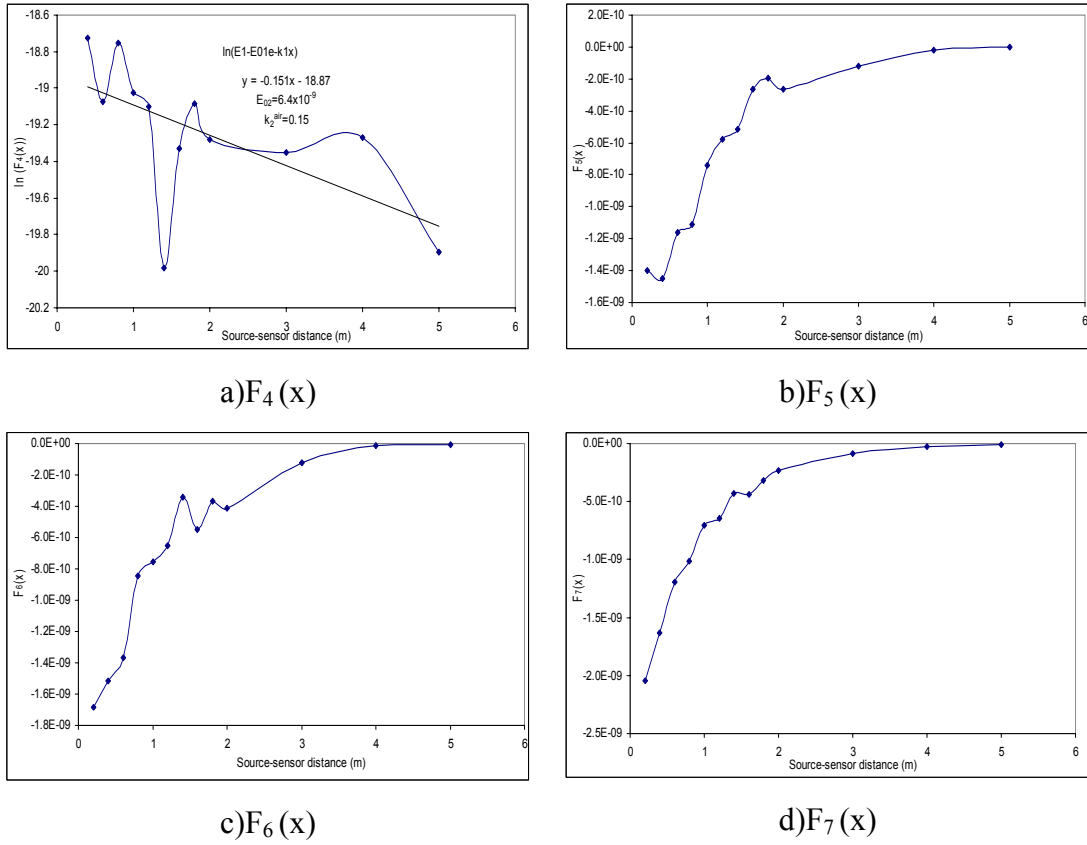 -18.6
-18.8
-19
-19.2
-19.4
-19.6
-19.8
-20
-20.2
ln (F4(x))
0 1 2 3 4 5 6
Source-sensor distance (m)
ln(E1-E01e-k1x)
y = -0.151x - 18.87
E₀₂=6.4x10⁻⁹
k₂ᵃⁱʳ=0.15
a)F₄ (x)
2.0E-10
0.0E+00
-2.0E-10
-4.0E-10
-6.0E-10
-8.0E-10
-1.0E-09
-1.2E-09
-1.4E-09
-1.6E-09
F₅(x)
0 1 2 3 4 5 6
Source-sensor distance (m)
b)F₅ (x)
0.0E+00
-2.0E-10
-4.0E-10
-6.0E-10
-8.0E-10
-1.0E-09
-1.2E-09
-1.4E-09
-1.6E-09
-1.8E-09
F₆(x)
0 1 2 3 4 5 6
Source-sensor distance (m)
c)F₆ (x)
0.0E+00
-5.0E-10
-1.0E-09
-1.5E-09
-2.0E-09
-2.5E-09
F₇(x)
0 1 2 3 4 5 6
Source-sensor distance (m)
d)F₇ (x)